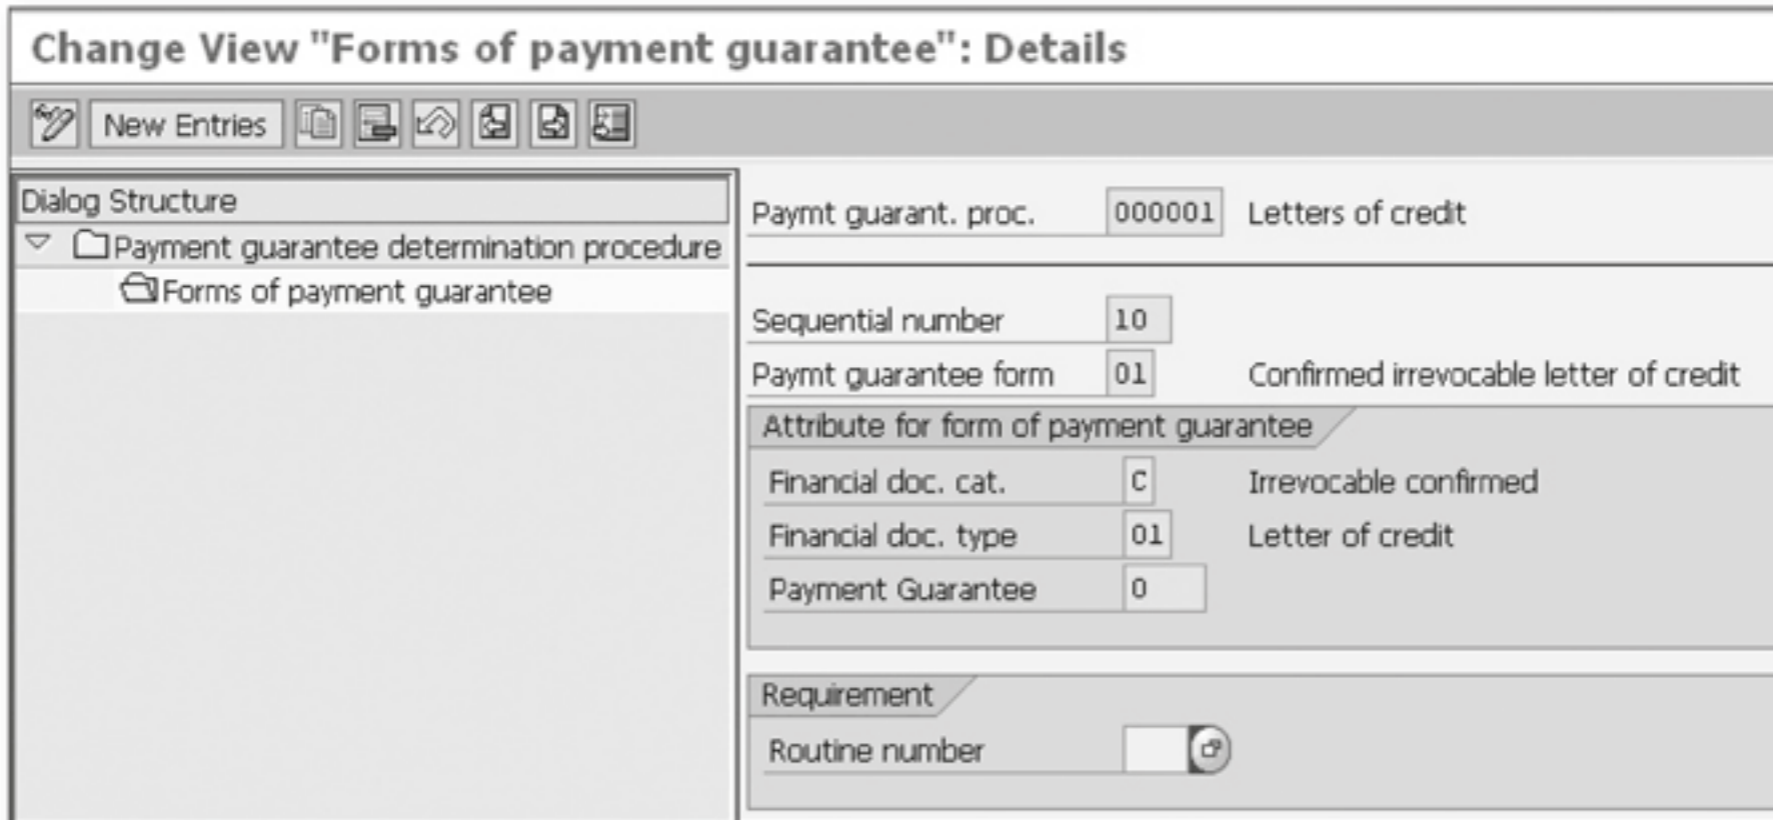 Change View "Forms of payment guarantee": Details
New Entries
Dialog Structure
Payment guarantee determination procedure
Forms of payment guarantee
Paymt guarant. proc. 000001 Letters of credit
Sequential number 10
Paymt guarantee form 01 Confirmed irrevocable letter of credit
Attribute for form of payment guarantee
Financial doc. cat. C Irrevocable confirmed
Financial doc. type 01 Letter of credit
Payment Guarantee 0
Requirement
Routine number